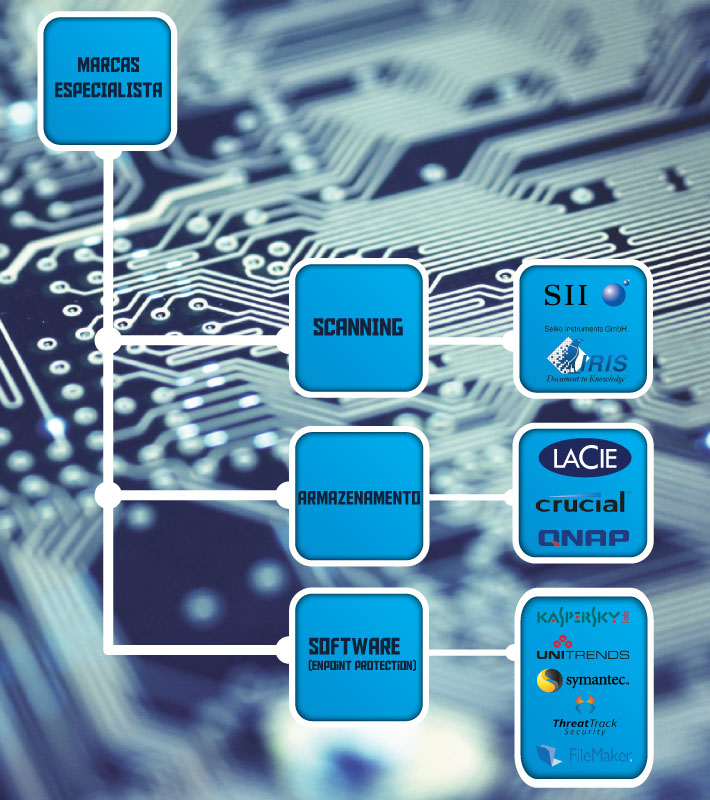 MARCAS
ESPECIALISTA
SCANNING
SII
Seiko Instruments GmbH
IRIS
Document to Knowledge
ARMAZENAMENTO
LACIE
crucial
QNAP
SOFTWARE
(ENPOINT PROTECTION)
KASPERSKY lab
UNITRENDS
symantec.
ThreatTrack
Security
FileMaker